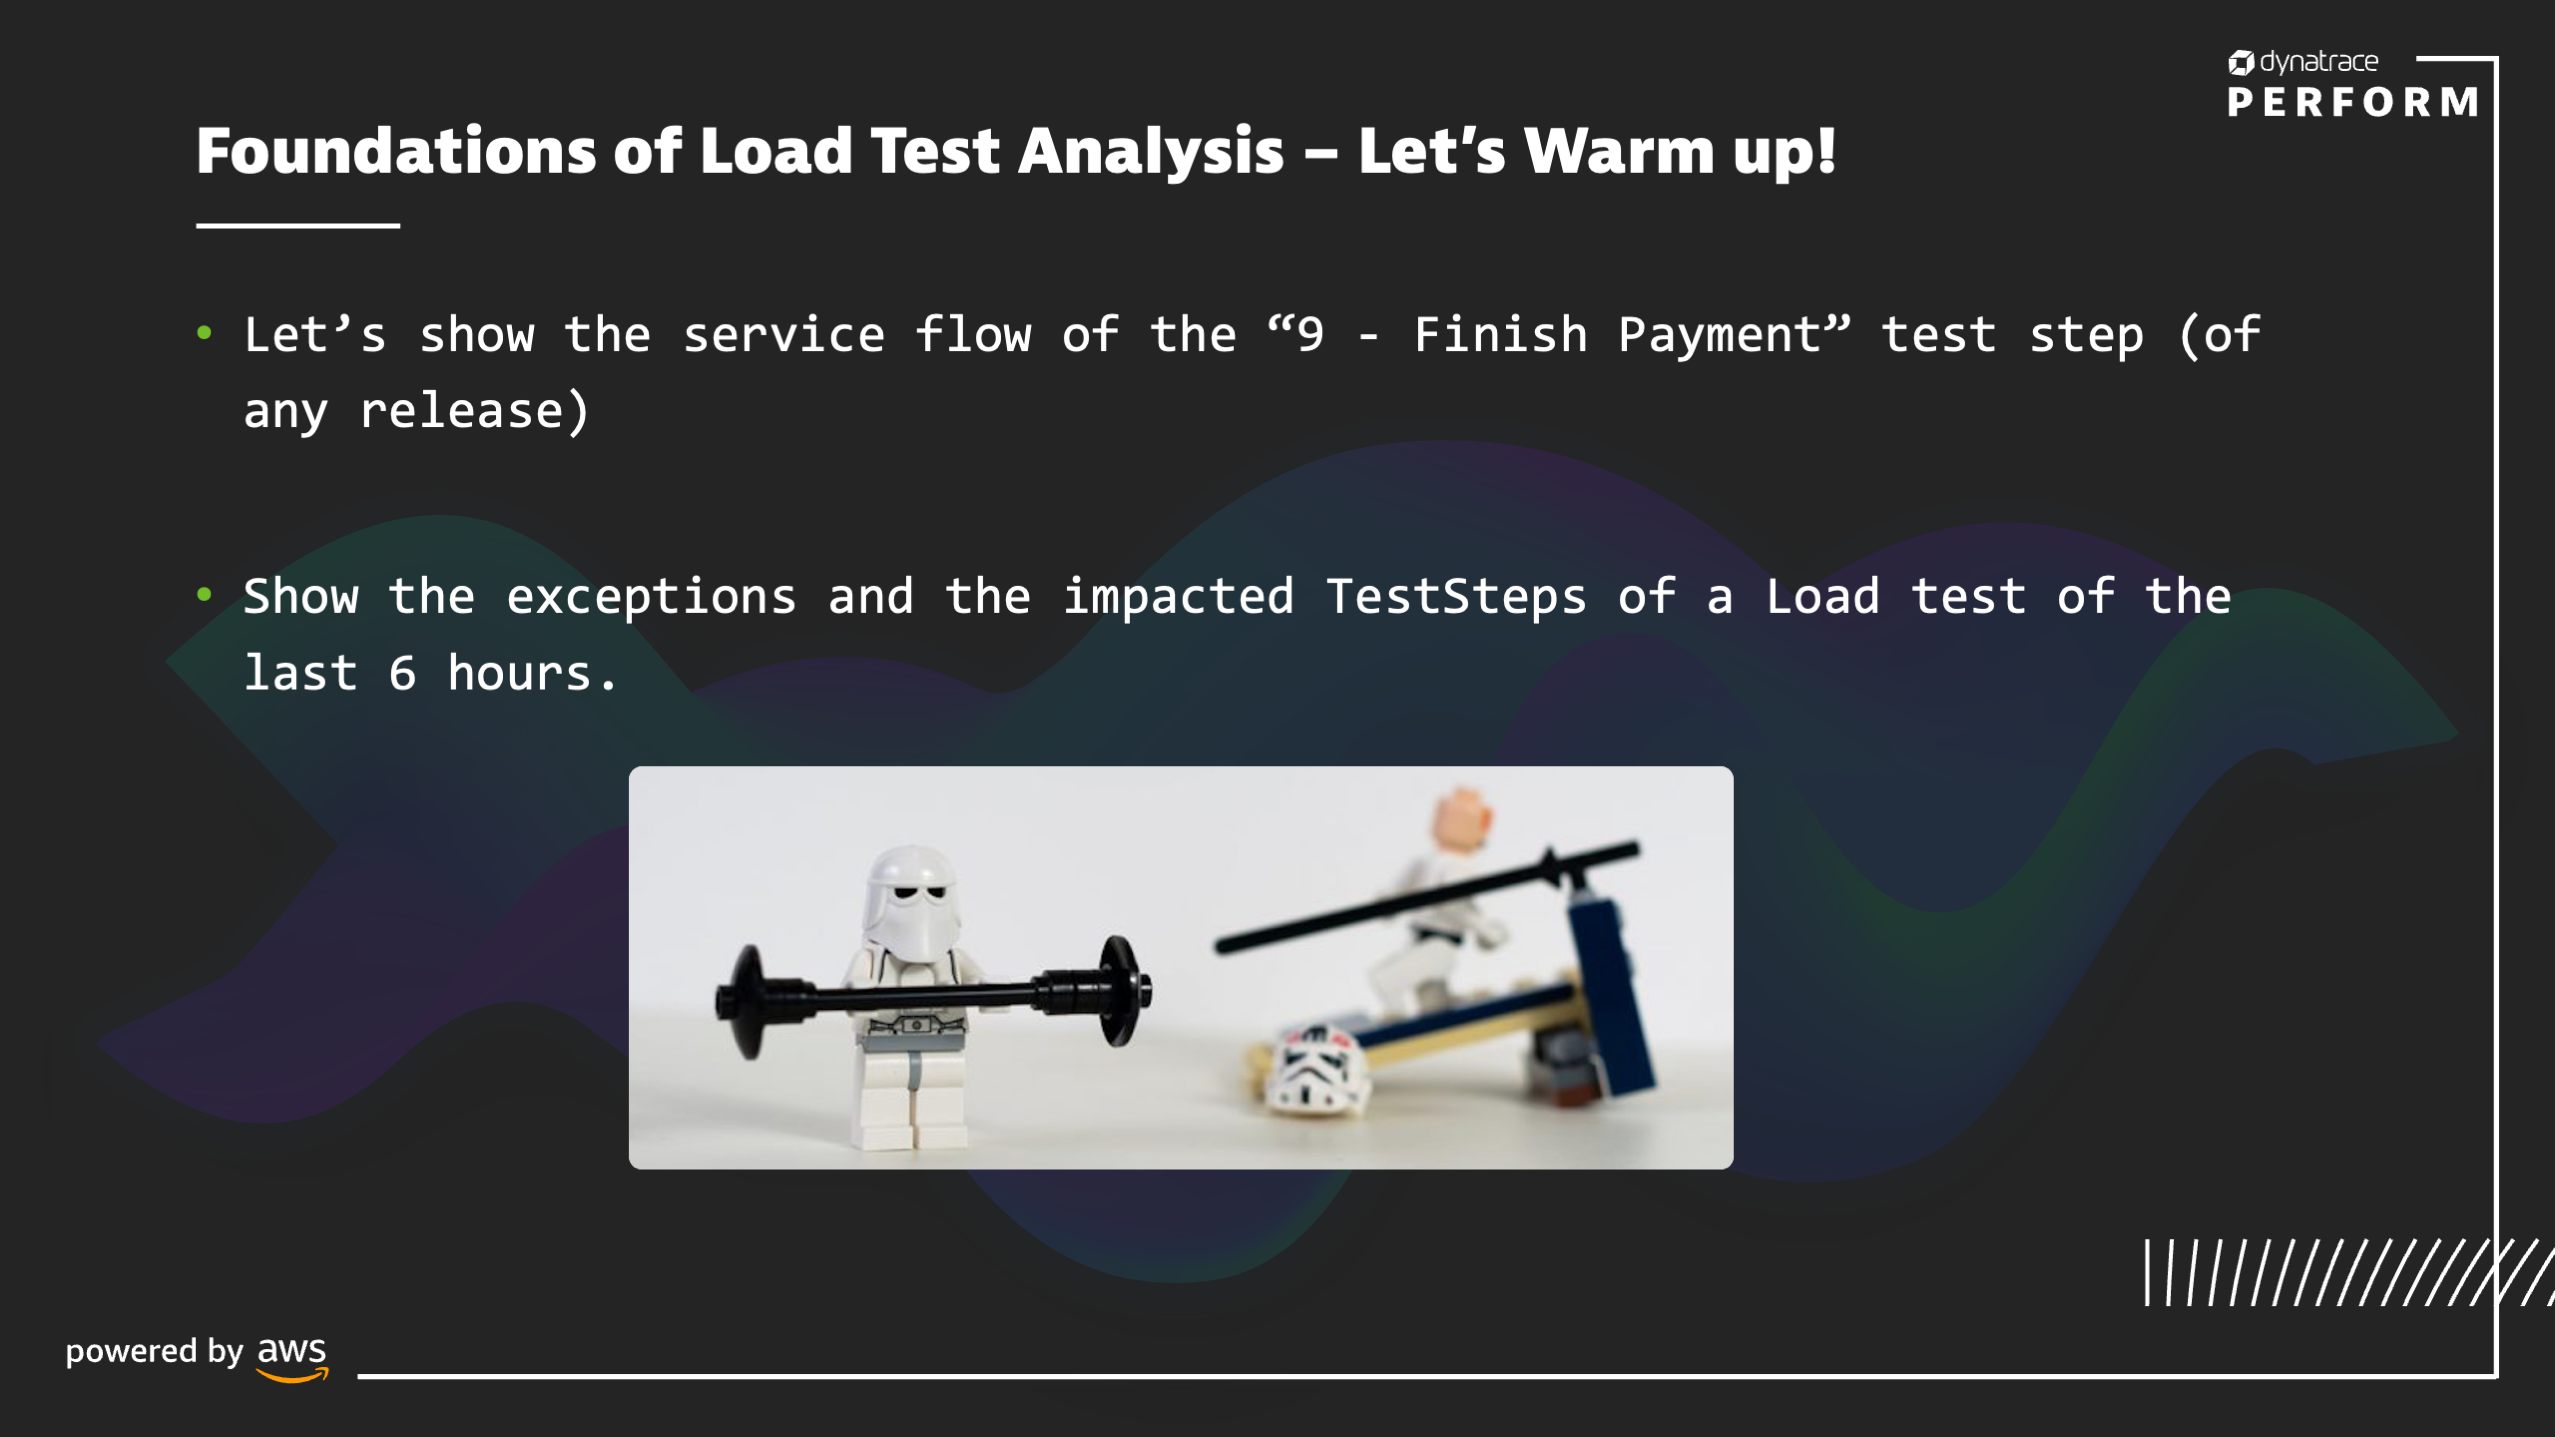 dynatrace
PERFORM
Foundations of Load Test Analysis – Let’s Warm up!
• Let’s show the service flow of the “9 - Finish Payment” test step (of
any release)
• Show the exceptions and the impacted TestSteps of a Load test of the
last 6 hours.
powered by aws